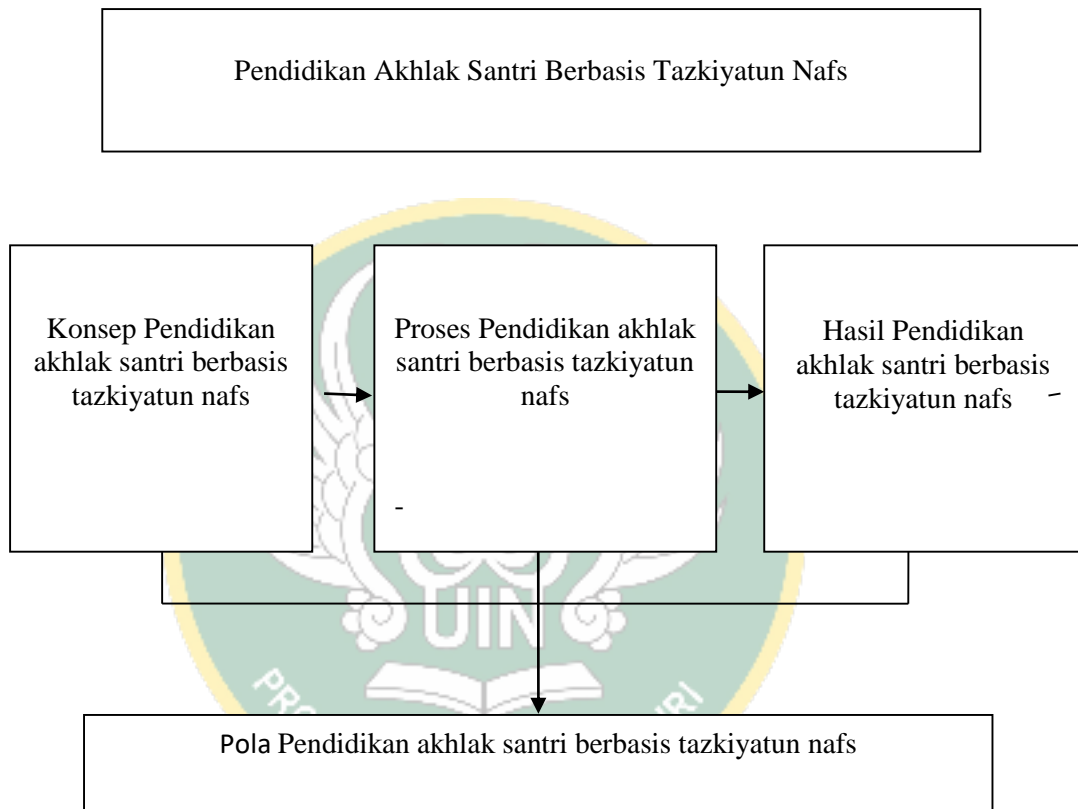 Pendidikan Akhlak Santri Berbasis Tazkiyatun Nafs
Konsep Pendidikan
akhlak santri berbasis
tazkiyatun nafs
Proses Pendidikan akhlak
santri berbasis tazkiyatun
nafs
-
Hasil Pendidikan
akhlak santri berbasis
tazkiyatun nafs -
UIN
Pola Pendidikan akhlak santri berbasis tazkiyatun nafs